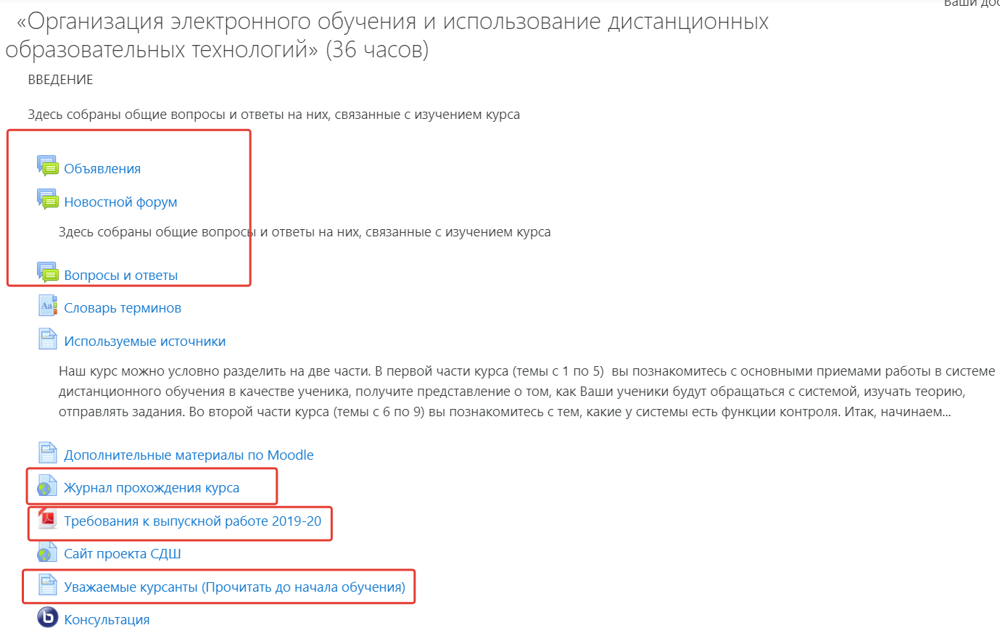 Ваши дос
«Организация электронного обучения и использование дистанционных
образовательных технологий» (36 часов)
ВВЕДЕНИЕ
Здесь собраны общие вопросы и ответы на них, связанные с изучением курса
Объявления
Новостной форум
Здесь собраны общие вопросы и ответы на них, связанные с изучением курса
Вопросы и ответы
Aa
Словарь терминов
Используемые источники
Наш курс можно условно разделить на две части. В первой части курса (темы с 1 по 5)  вы познакомитесь с основными приемами работы в системе
дистанционного обучения в качестве ученика, получите представление о том, как Ваши ученики будут обращаться с системой, изучать теорию,
отправлять задания. Во второй части курса (темы с 6 по 9) вы познакомитесь с тем, какие у системы есть функции контроля. Итак, начинаем...
Дополнительные материалы по Moodle
Журнал прохождения курса
Требования к выпускной работе 2019-20
Сайт проекта СДШ
Уважаемые курсанты (Прочитать до начала обучения)
b
Консультация